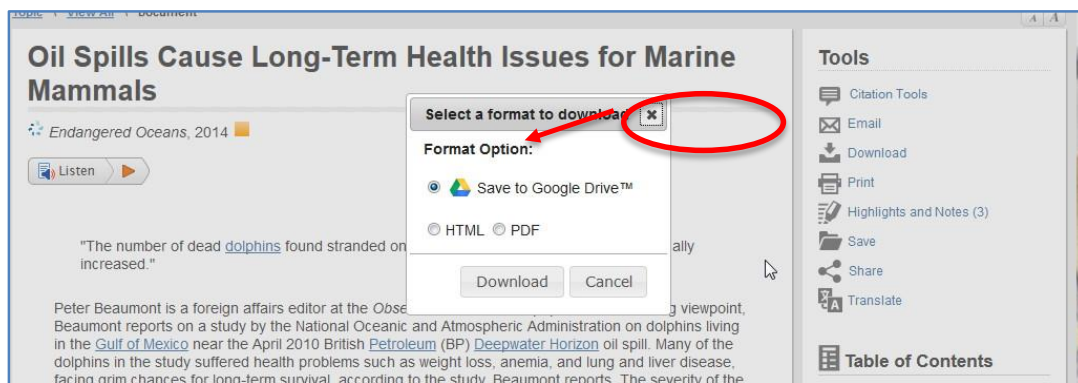 Topic View All Document
A A
Oil Spills Cause Long-Term Health Issues for Marine
Mammals
Endangered Oceans, 2014
Listen
"The number of dead dolphins found stranded on
ally
increased."
Peter Beaumont is a foreign affairs editor at the Obse
g viewpoint,
Beaumont reports on a study by the National Oceanic and Atmospheric Administration on dolphins living
in the Gulf of Mexico near the April 2010 British Petroleum (BP) Deepwater Horizon oil spill. Many of the
dolphins in the study suffered health problems such as weight loss, anemia, and lung and liver disease,
facing grim chances for long-term survival, according to the study, Beaumont reports. The severity of the
Select a format to download
Format Option:
Save to Google Drive™
HTML PDF
Download Cancel
Tools
Citation Tools
Email
Download
Print
Highlights and Notes (3)
Save
Share
Translate
Table of Contents